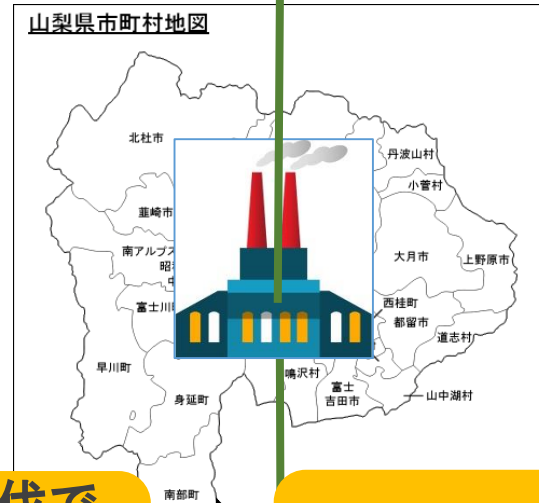 山梨県市町村地図
北杜市
丹波山村
小菅村
韮崎市
南アルプス
大月市
上野原市
富士川
西桂町
都留市
道志村
早川町
鳴沢村
富士
吉田市
山中湖村
身延町
南部町
代で